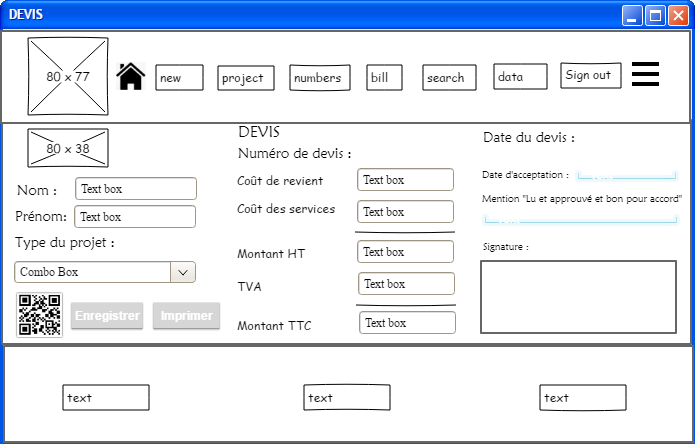 DEVIS
80 x 77
new
project
numbers
bill
search
data
Sign out
80 x 38
Nom :
Text box
Prénom:
Text box
Type du projet :
Combo Box
Enregistrer
Imprimer
DEVIS
Numéro de devis :
Coût de revient
Text box
Coût des services
Text box
Montant HT
Text box
TVA
Text box
Montant TTC
Text box
Date du devis :
Date d'acceptation :
Mention "Lu et approuvé et bon pour accord"
Signature :
text
text
text